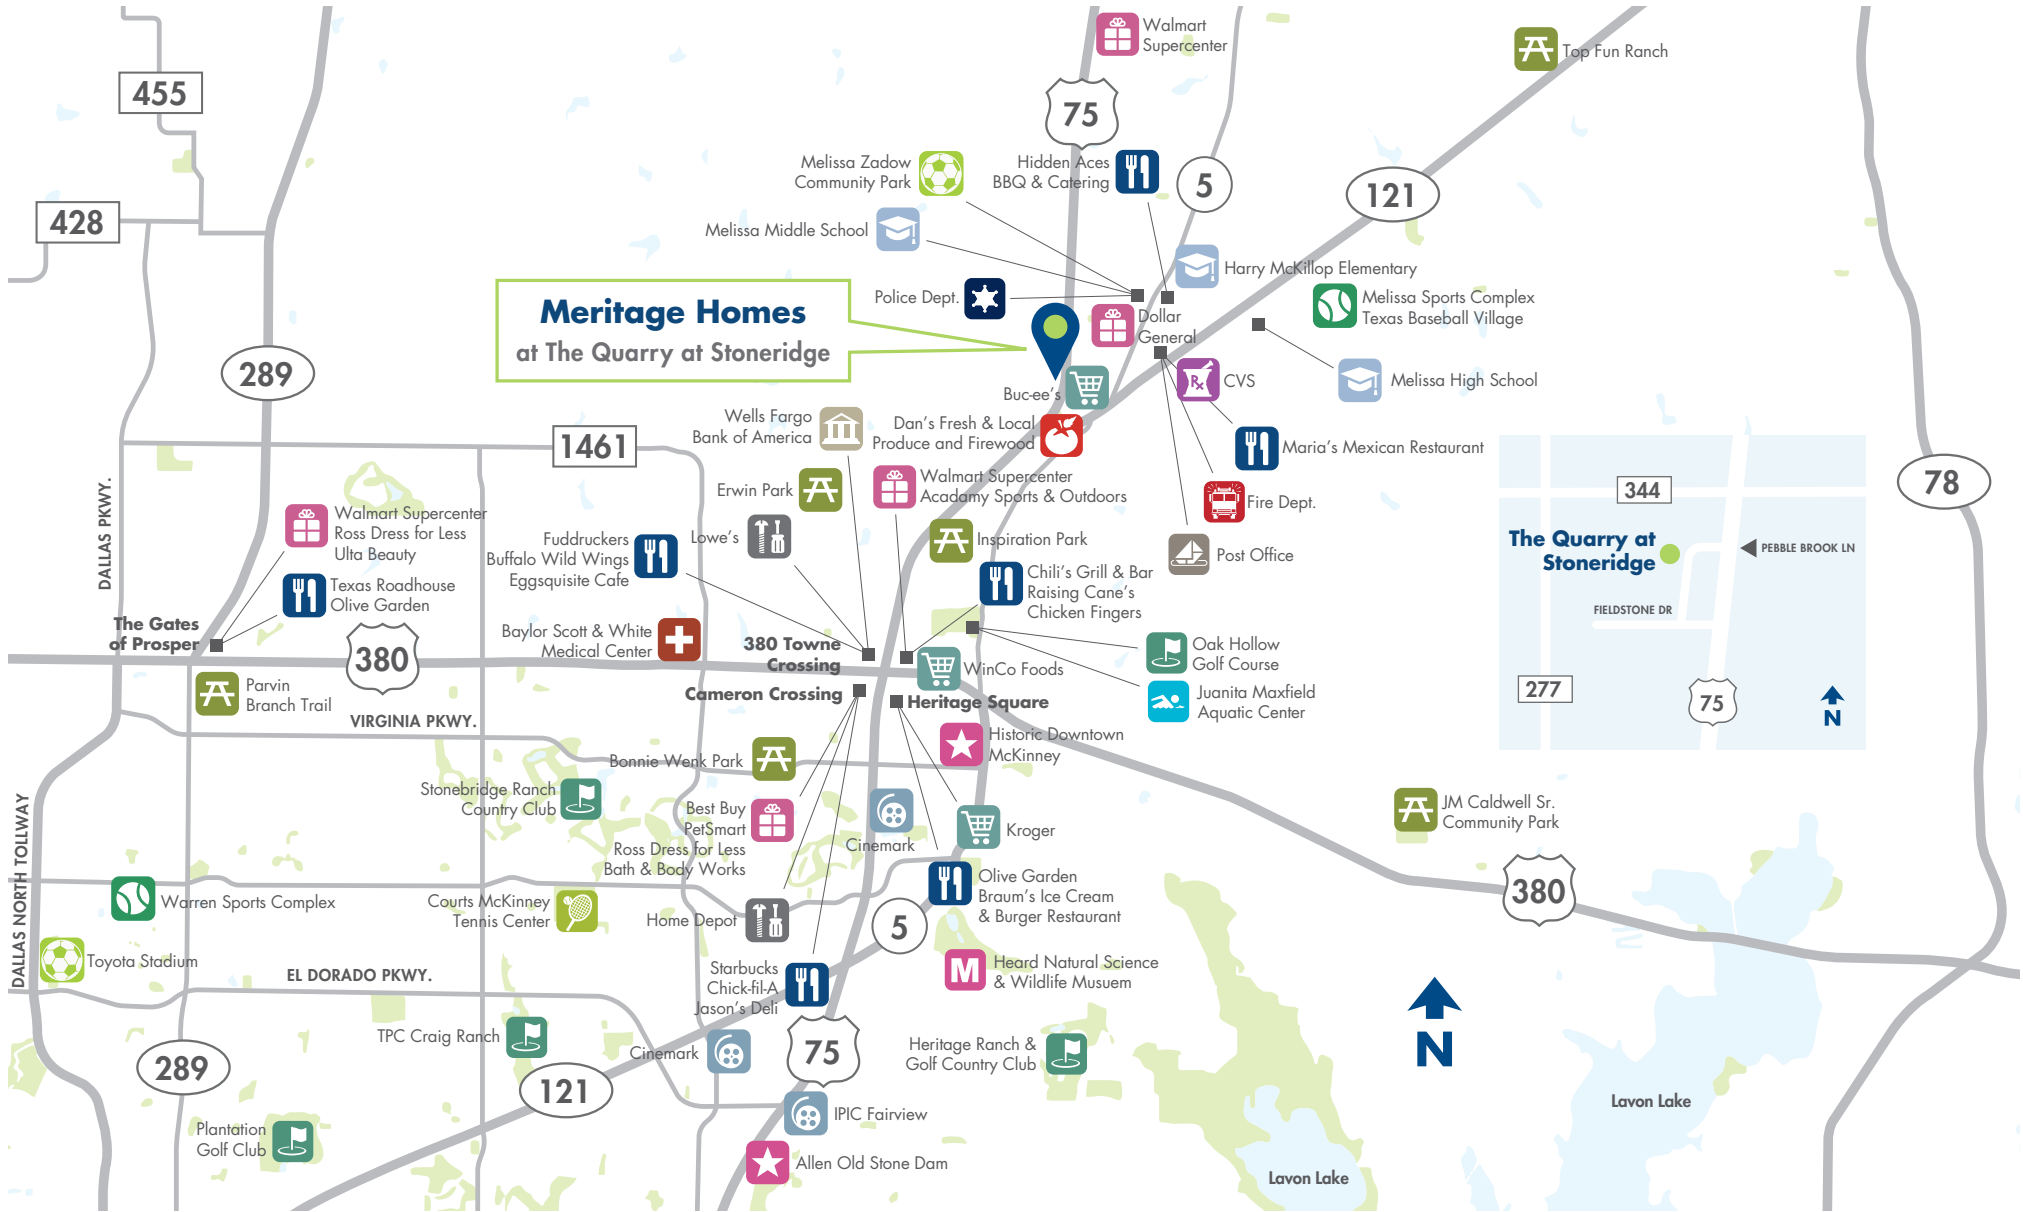 Walmart
Supercenter
Top Fun Ranch
455
75
Melissa Zadow
Community Park
Hidden Aces
BBQ & Catering
5
121
428
Melissa Middle School
Harry McKillop Elementary
Police Dept.
Melissa Sports Complex
Texas Baseball Village
Meritage Homes
at The Quarry at Stoneridge
Dollar
General
289
Buc-ee's
CVS
Melissa High School
Wells Fargo
Bank of America
Dan's Fresh & Local
Produce and Firewood
1461
Maria's Mexican Restaurant
Erwin Park
Walmart Supercenter
Acadamy Sports & Outdoors
344
78
DALLAS PKWY.
Walmart Supercenter
Ross Dress for Less
Ulta Beauty
Fire Dept.
Fuddruckers
Buffalo Wild Wings
Eggsquisite Cafe
Lowe's
Inspiration Park
Post Office
The Quarry at
Stoneridge
PEBBLE BROOK LN
Texas Roadhouse
Olive Garden
Chili's Grill & Bar
Raising Cane's
Chicken Fingers
FIELDSTONE DR
The Gates
of Prosper
380
Baylor Scott & White
Medical Center
380 Towne
Crossing
WinCo Foods
Oak Hollow
Golf Course
Parvin
Branch Trail
Cameron Crossing
Heritage Square
Juanita Maxfield
Aquatic Center
277
75
N
VIRGINIA PKWY.
Historic Downtown
McKinney
Bonnie Wenk Park
Stonebridge Ranch
Country Club
Best Buy
PetSmart
Ross Dress for Less
Bath & Body Works
Cinemark
Kroger
JM Caldwell Sr.
Community Park
DALLAS NORTH TOLLWAY
Warren Sports Complex
Courts McKinney
Tennis Center
Home Depot
5
Olive Garden
Braum's Ice Cream
& Burger Restaurant
380
Toyota Stadium
EL DORADO PKWY.
Starbucks
Chick-fil-A
Jason's Deli
M
Heard Natural Science
& Wildlife Musuem
TPC Craig Ranch
Cinemark
75
Heritage Ranch &
Golf Country Club
N
289
121
IPIC Fairview
Lavon Lake
Plantation
Golf Club
Allen Old Stone Dam
Lavon Lake
Rx